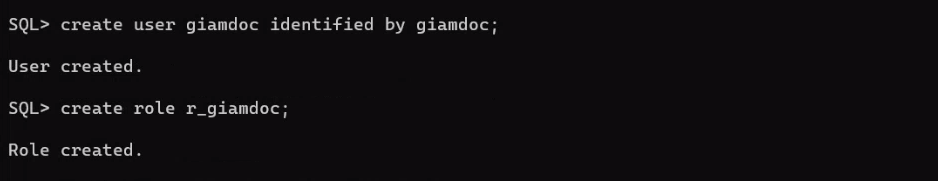 SQL> create user giamdoc identified by giamdoc;
User created.
SQL> create role r_giamdoc;
Role created.